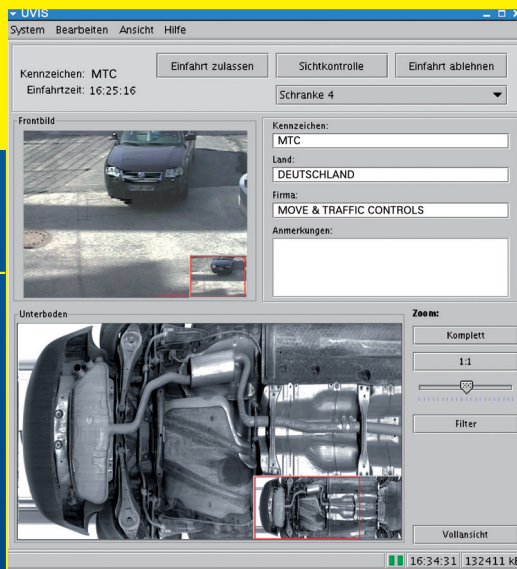 UVIS
System Bearbeiten Ansicht Hilfe
Kennzeichen: MTC
Einfahrtzeit: 16:25:16
Einfahrt zulassen
Sichtkontrolle
Einfahrt ablehnen
Schranke 4
Frontbild
Kennzeichen:
MTC
Land:
DEUTSCHLAND
Firma:
MOVE & TRAFFIC CONTROLS
Anmerkungen:
Unterboden
Zoom:
Komplett
1:1
Filter
Vollansicht
16:34:31 132411 kB